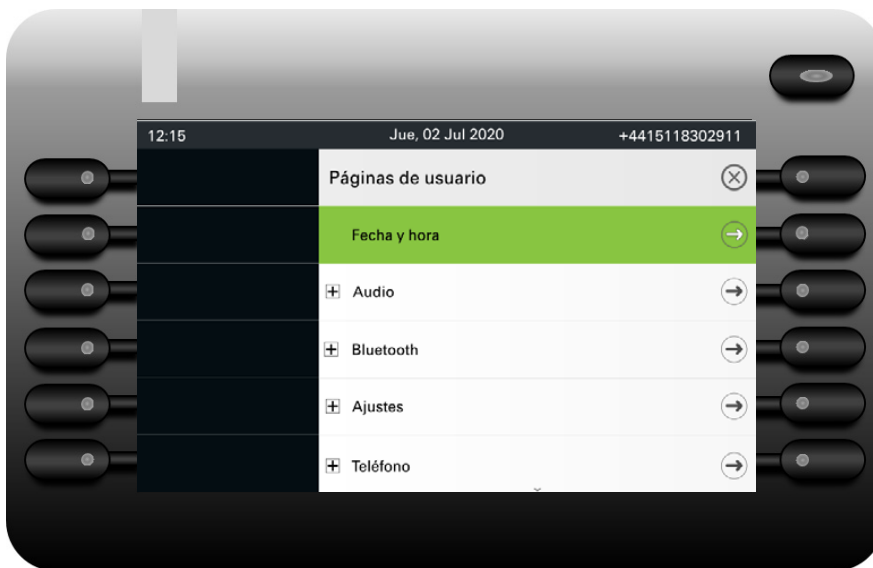 12:15 Jue, 02 Jul 2020 +4415118302911
Páginas de usuario
Fecha y hora
Audio
Bluetooth
Ajustes
Teléfono